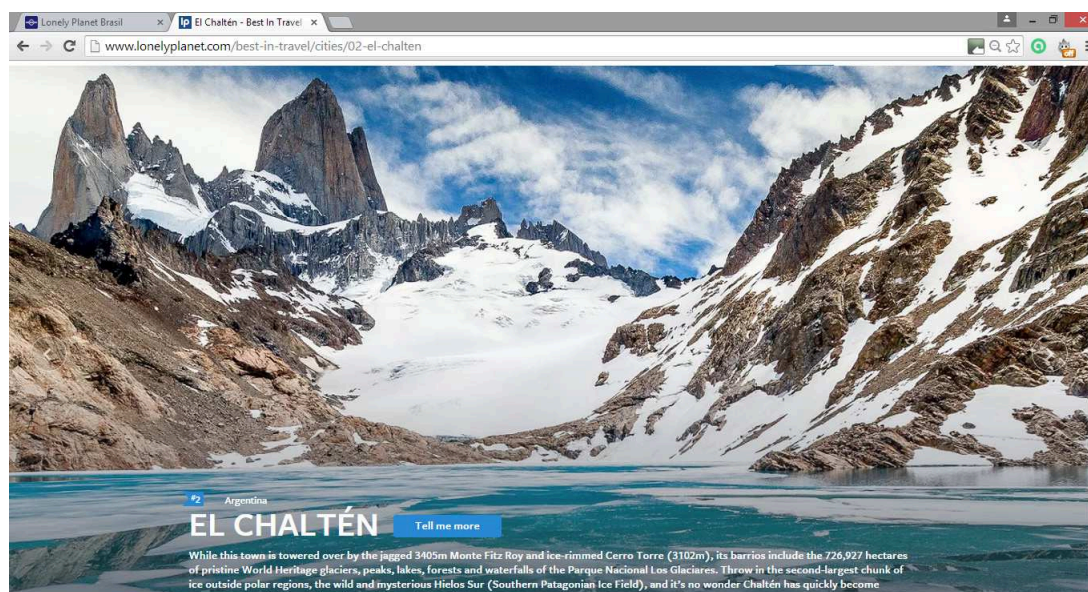 Lonely Planet Brasil
lp El Chaltén - Best In Travel
www.lonelyplanet.com/best-in-travel/cities/02-el-chalten
off
#2 Argentina
EL CHALTÉN Tell me more
While this town is towered over by the jagged 3405m Monte Fitz Roy and ice-rimmed Cerro Torre (3102m), its barrios include the 726,927 hectares
of pristine World Heritage glaciers, peaks, lakes, forests and waterfalls of the Parque Nacional Los Glaciares. Throw in the second-largest chunk of
ice outside polar regions, the wild and mysterious Hielos Sur (Southern Patagonian Ice Field), and it's no wonder Chaltén has quickly become